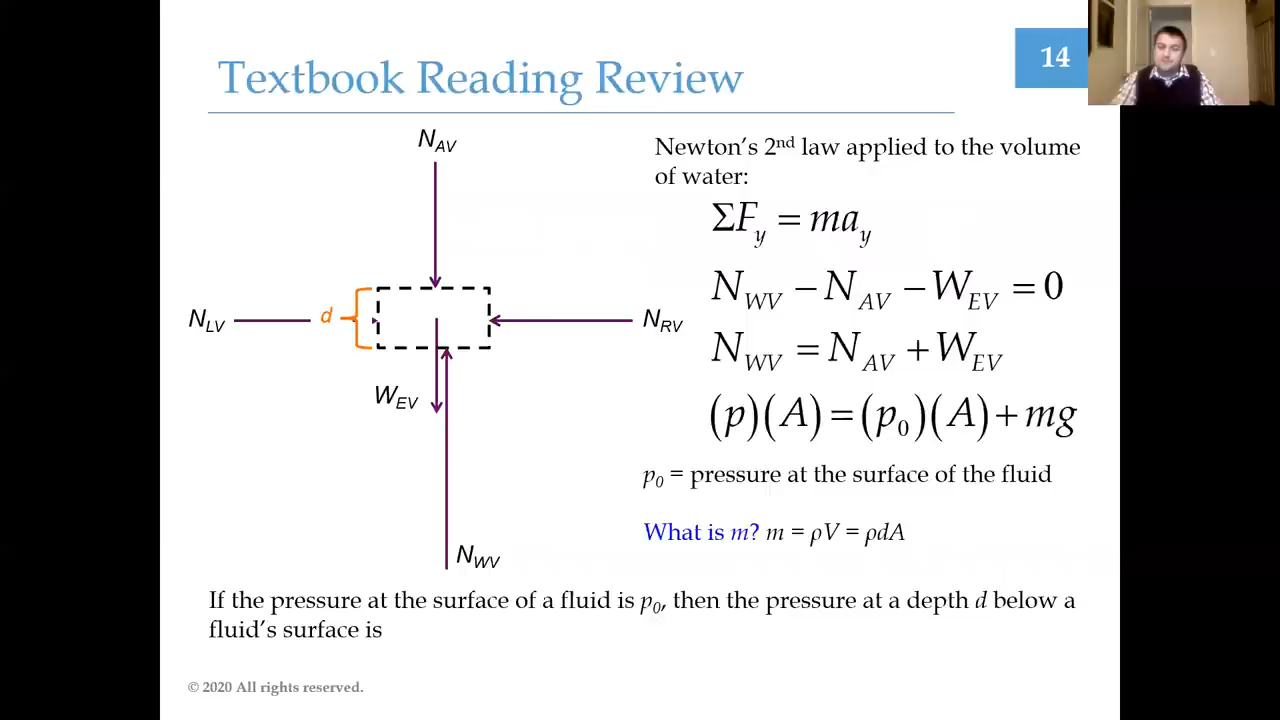 Textbook Reading Review
14
N_AV
N_LV
d
N_RV
W_EV
N_WV
Newton's 2nd law applied to the volume
of water:
ΣF_y = ma_y
N_WV − N_AV − W_EV = 0
N_WV = N_AV + W_EV
(p)(A) = (p_0)(A) + mg
p_0 = pressure at the surface of the fluid
What is m? m = ρV = ρdA
If the pressure at the surface of a fluid is p_0, then the pressure at a depth d below a
fluid's surface is
© 2020 All rights reserved.